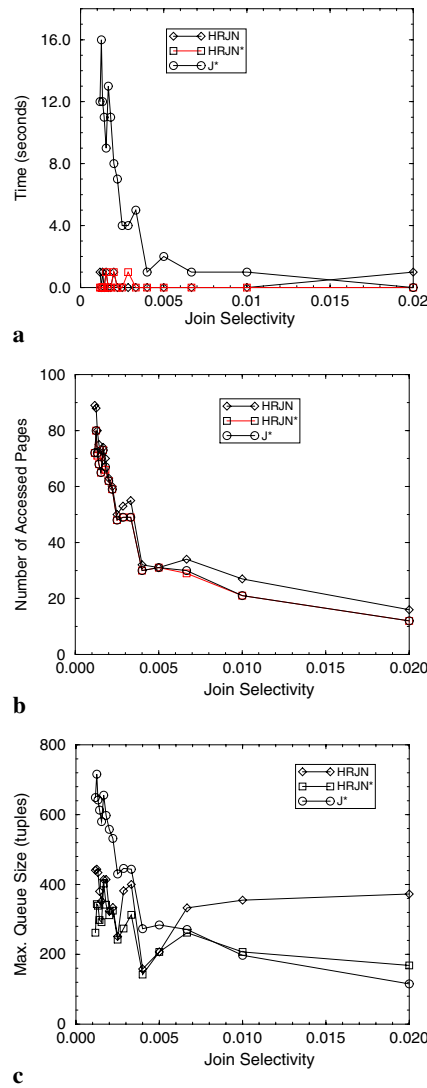 16.0
12.0
8.0
4.0
0.0
Time (seconds)
HRJN
HRJN*
J*
0 0.005 0.01 0.015 0.02
Join Selectivity
a
100
80
60
40
20
0
Number of Accessed Pages
HRJN
HRJN*
J*
0.000 0.005 0.010 0.015 0.020
Join Selectivity
b
800
600
400
200
0
Max. Queue Size (tuples)
HRJN
HRJN*
J*
0.000 0.005 0.010 0.015 0.020
Join Selectivity
c